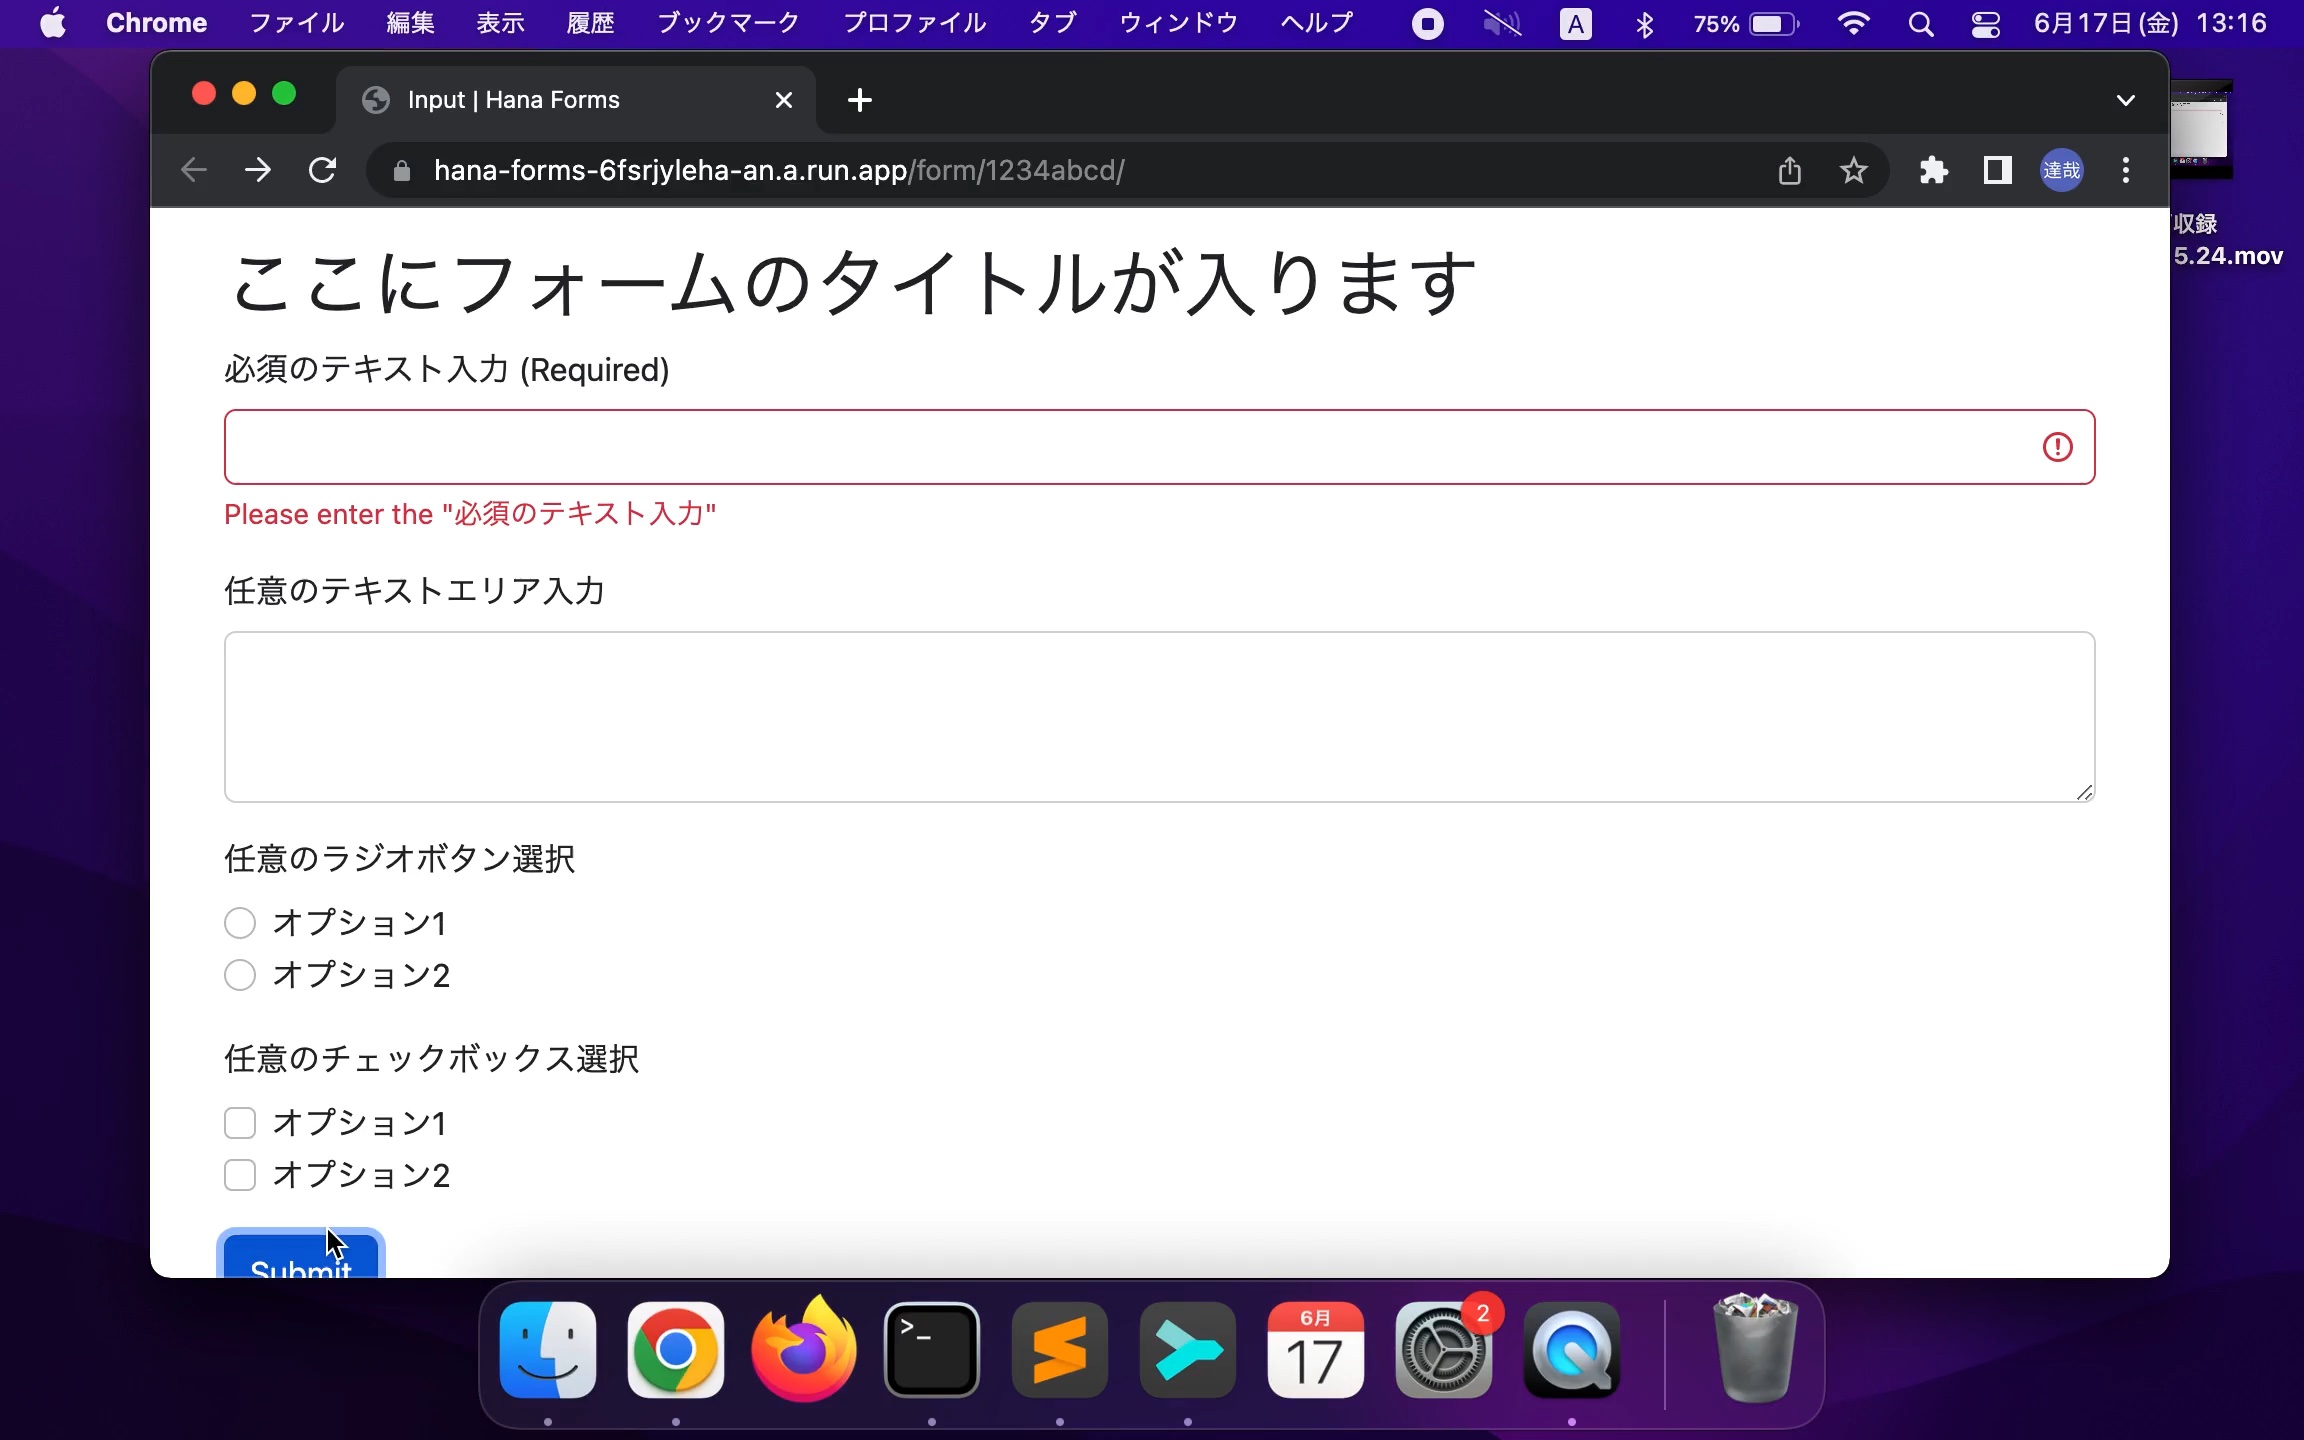 Chrome ファイル 編集 表示 履歴 ブックマーク プロファイル タブ ウィンドウ ヘルプ A 75% 6月17日(金) 13:16
Input | Hana Forms
hana-forms-6fsrjyleha-an.a.run.app/form/1234abcd/
達哉
収録
5.24.mov
ここにフォームのタイトルが入ります
必須のテキスト入力 (Required)
Please enter the "必須のテキスト入力"
任意のテキストエリア入力
任意のラジオボタン選択
オプション1
オプション2
任意のチェックボックス選択
オプション1
オプション2
Submit
>_
6月
17
2